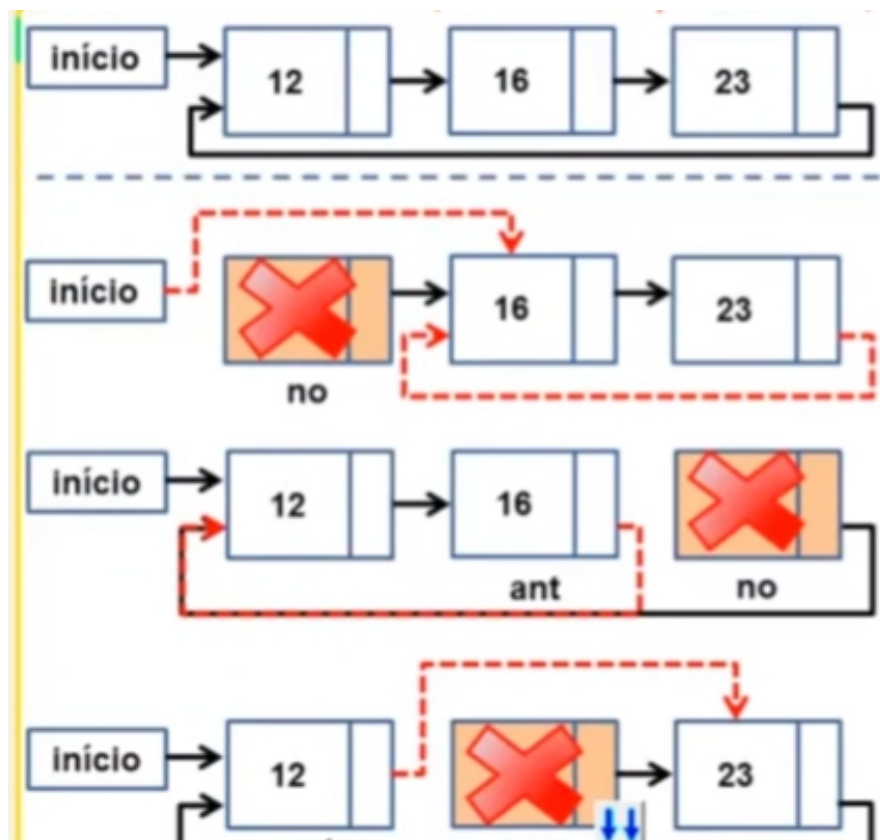 início 12 16 23
início 16 23
no
início 12 16
ant no
início 12 23